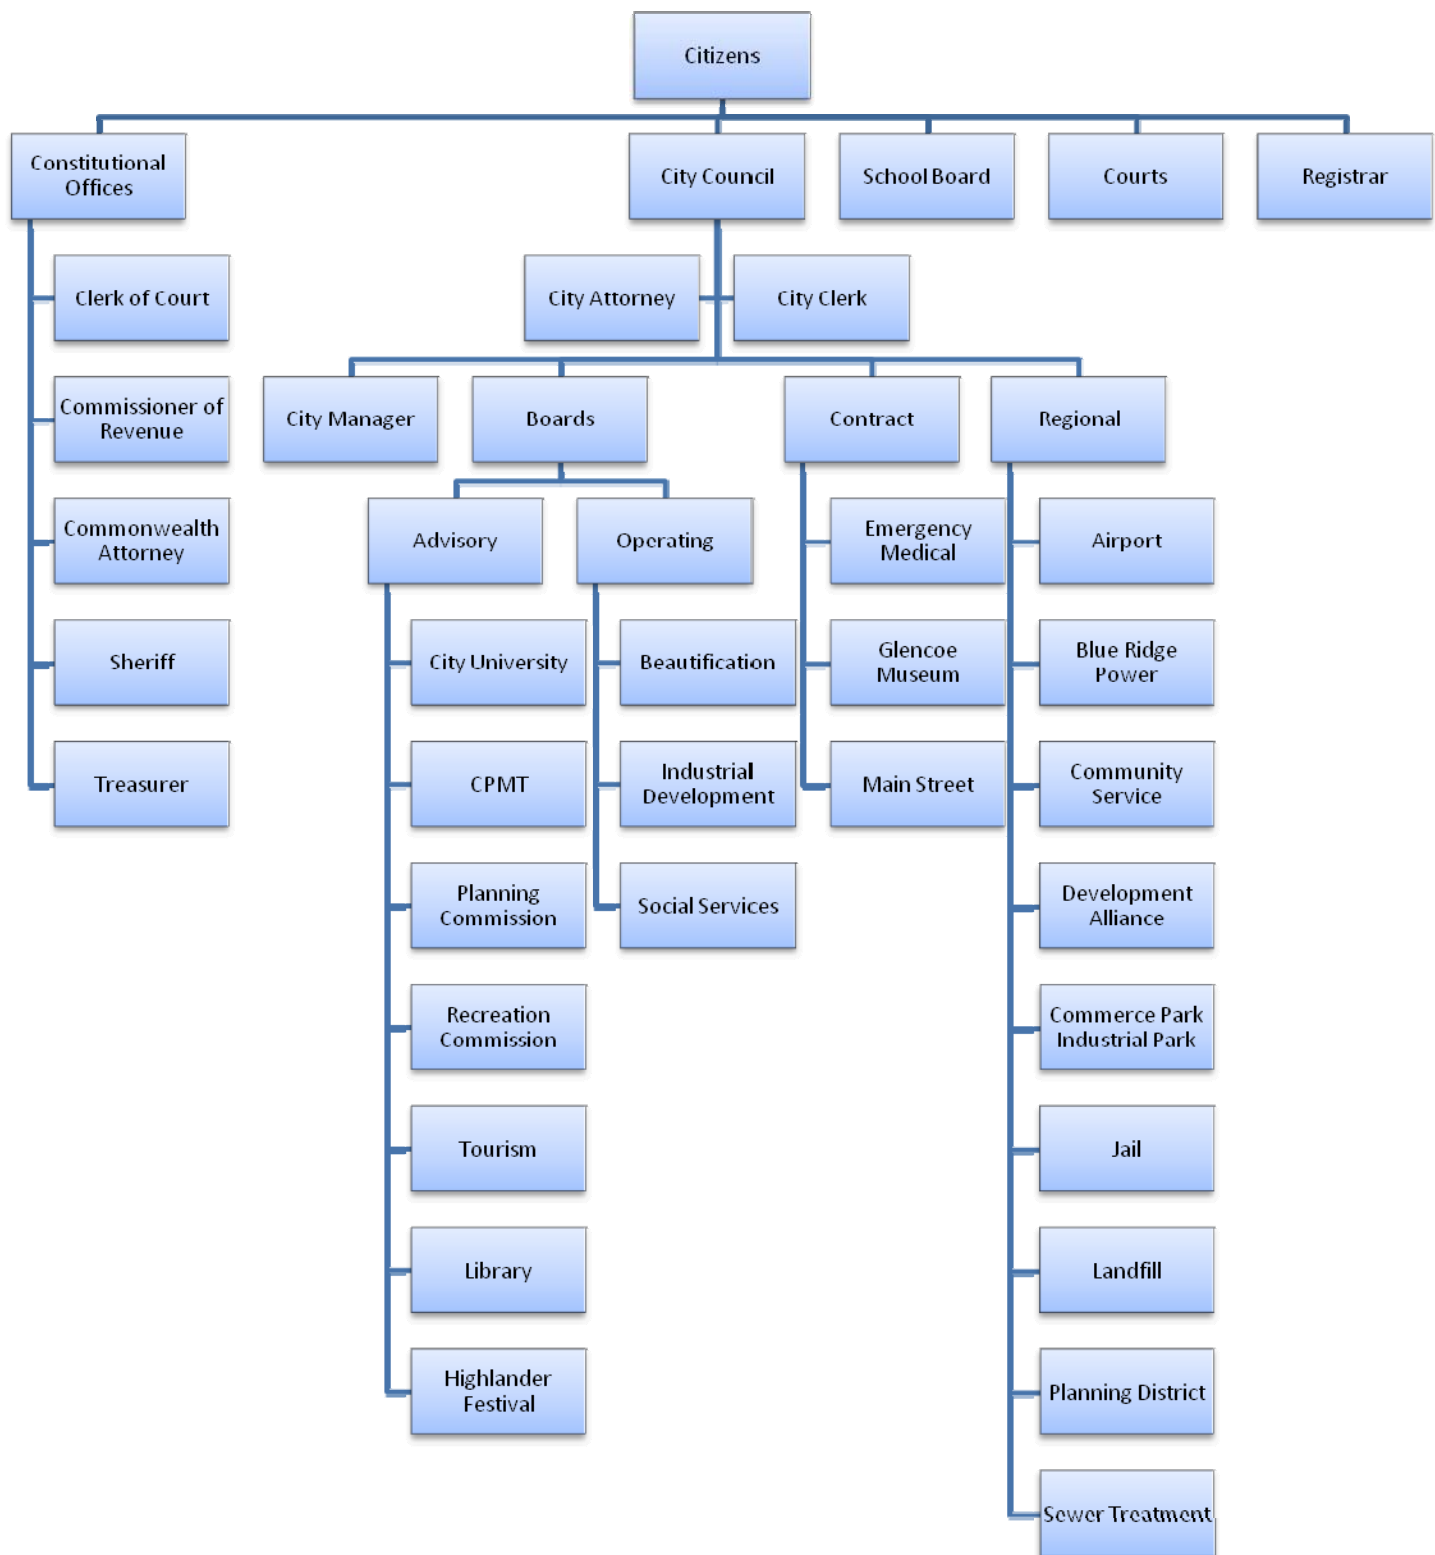 Citizens
Constitutional
Offices
City Council
School Board
Courts
Registrar
Clerk of Court
City Attorney
City Clerk
Commissioner of
Revenue
City Manager
Boards
Contract
Regional
Commonwealth
Attorney
Advisory
Operating
Emergency
Medical
Airport
Sheriff
City University
Beautification
Glencoe
Museum
Blue Ridge
Power
Treasurer
CPMT
Industrial
Development
Main Street
Community
Service
Planning
Commission
Social Services
Development
Alliance
Recreation
Commission
Commerce Park
Industrial Park
Tourism
Jail
Library
Landfill
Highlander
Festival
Planning District
Sewer Treatment